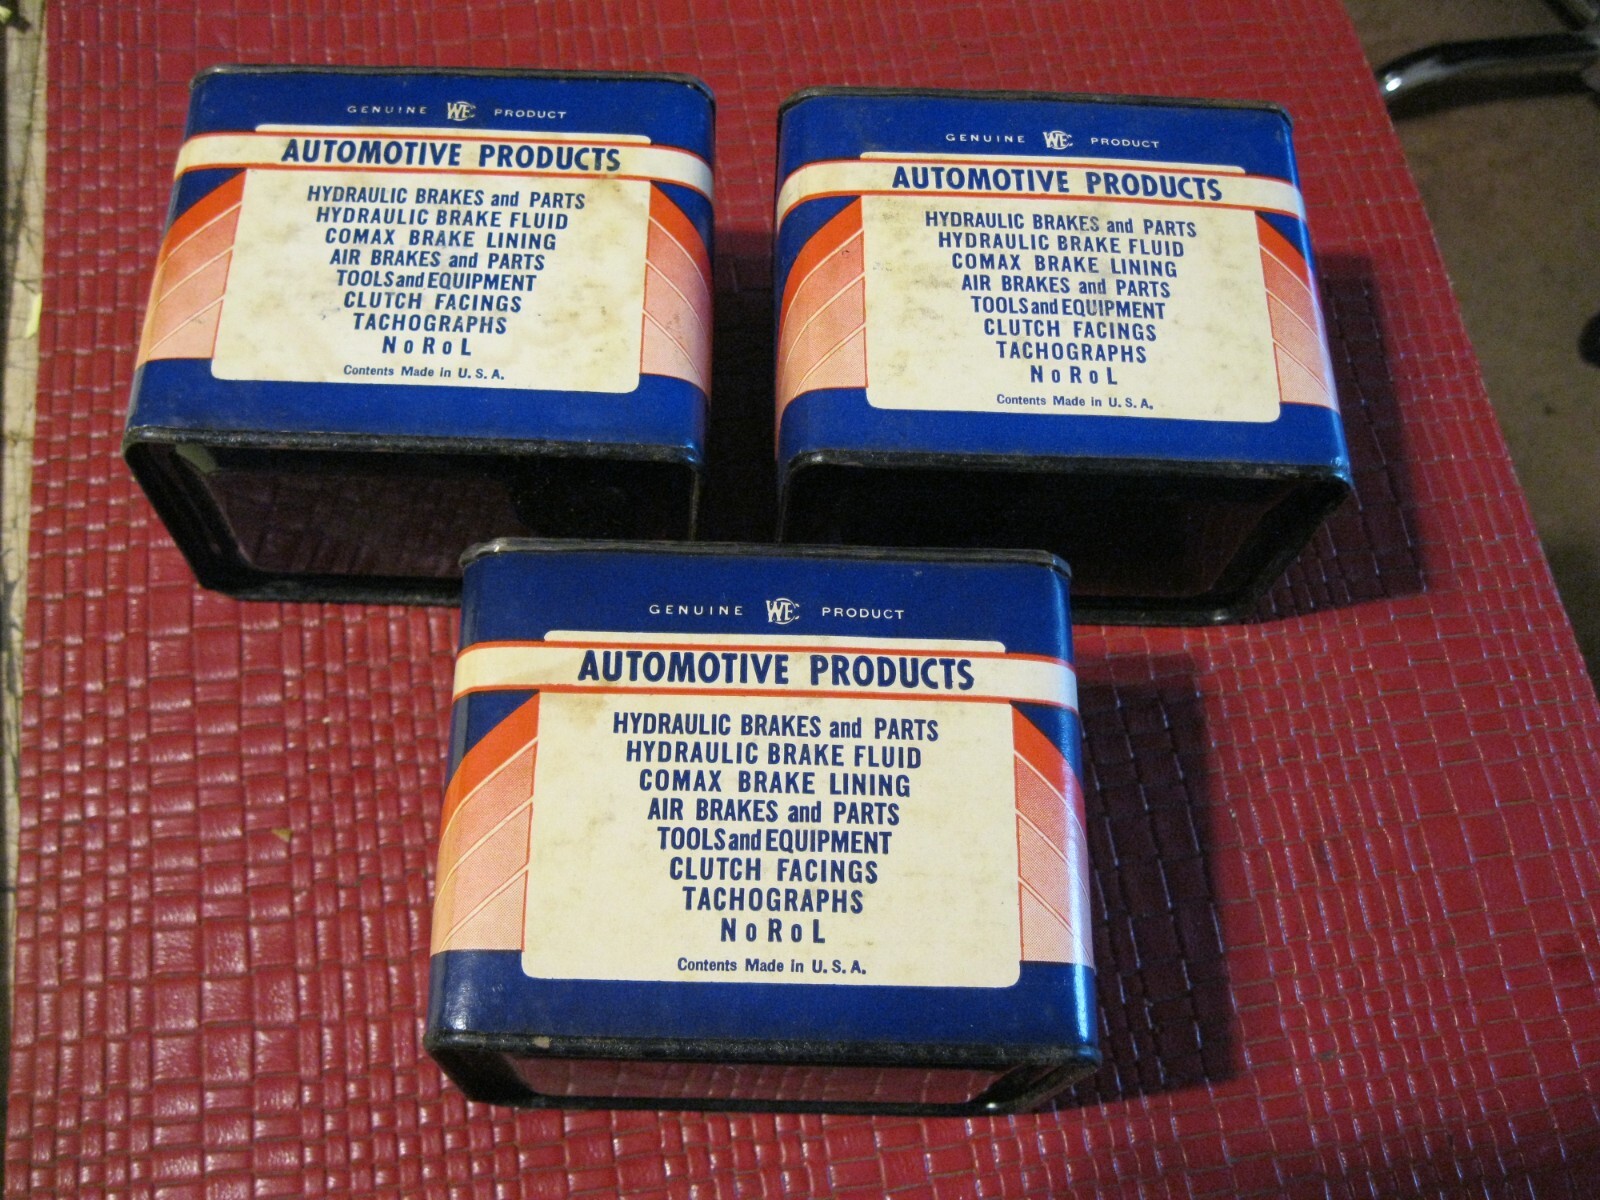 GENUINE WEC PRODUCT
AUTOMOTIVE PRODUCTS
HYDRAULIC BRAKES and PARTS
HYDRAULIC BRAKE FLUID
COMAX BRAKE LINING
AIR BRAKES and PARTS
TOOLS and EQUIPMENT
CLUTCH FACINGS
TACHOGRAPHS
NoRoL
Contents Made in U. S. A.
GENUINE WEC PRODUCT
AUTOMOTIVE PRODUCTS
HYDRAULIC BRAKES and PARTS
HYDRAULIC BRAKE FLUID
COMAX BRAKE LINING
AIR BRAKES and PARTS
TOOLS and EQUIPMENT
CLUTCH FACINGS
TACHOGRAPHS
NoRoL
Contents Made in U. S. A.
GENUINE WEC PRODUCT
AUTOMOTIVE PRODUCTS
HYDRAULIC BRAKES and PARTS
HYDRAULIC BRAKE FLUID
COMAX BRAKE LINING
AIR BRAKES and PARTS
TOOLS and EQUIPMENT
CLUTCH FACINGS
TACHOGRAPHS
NoRoL
Contents Made in U. S. A.